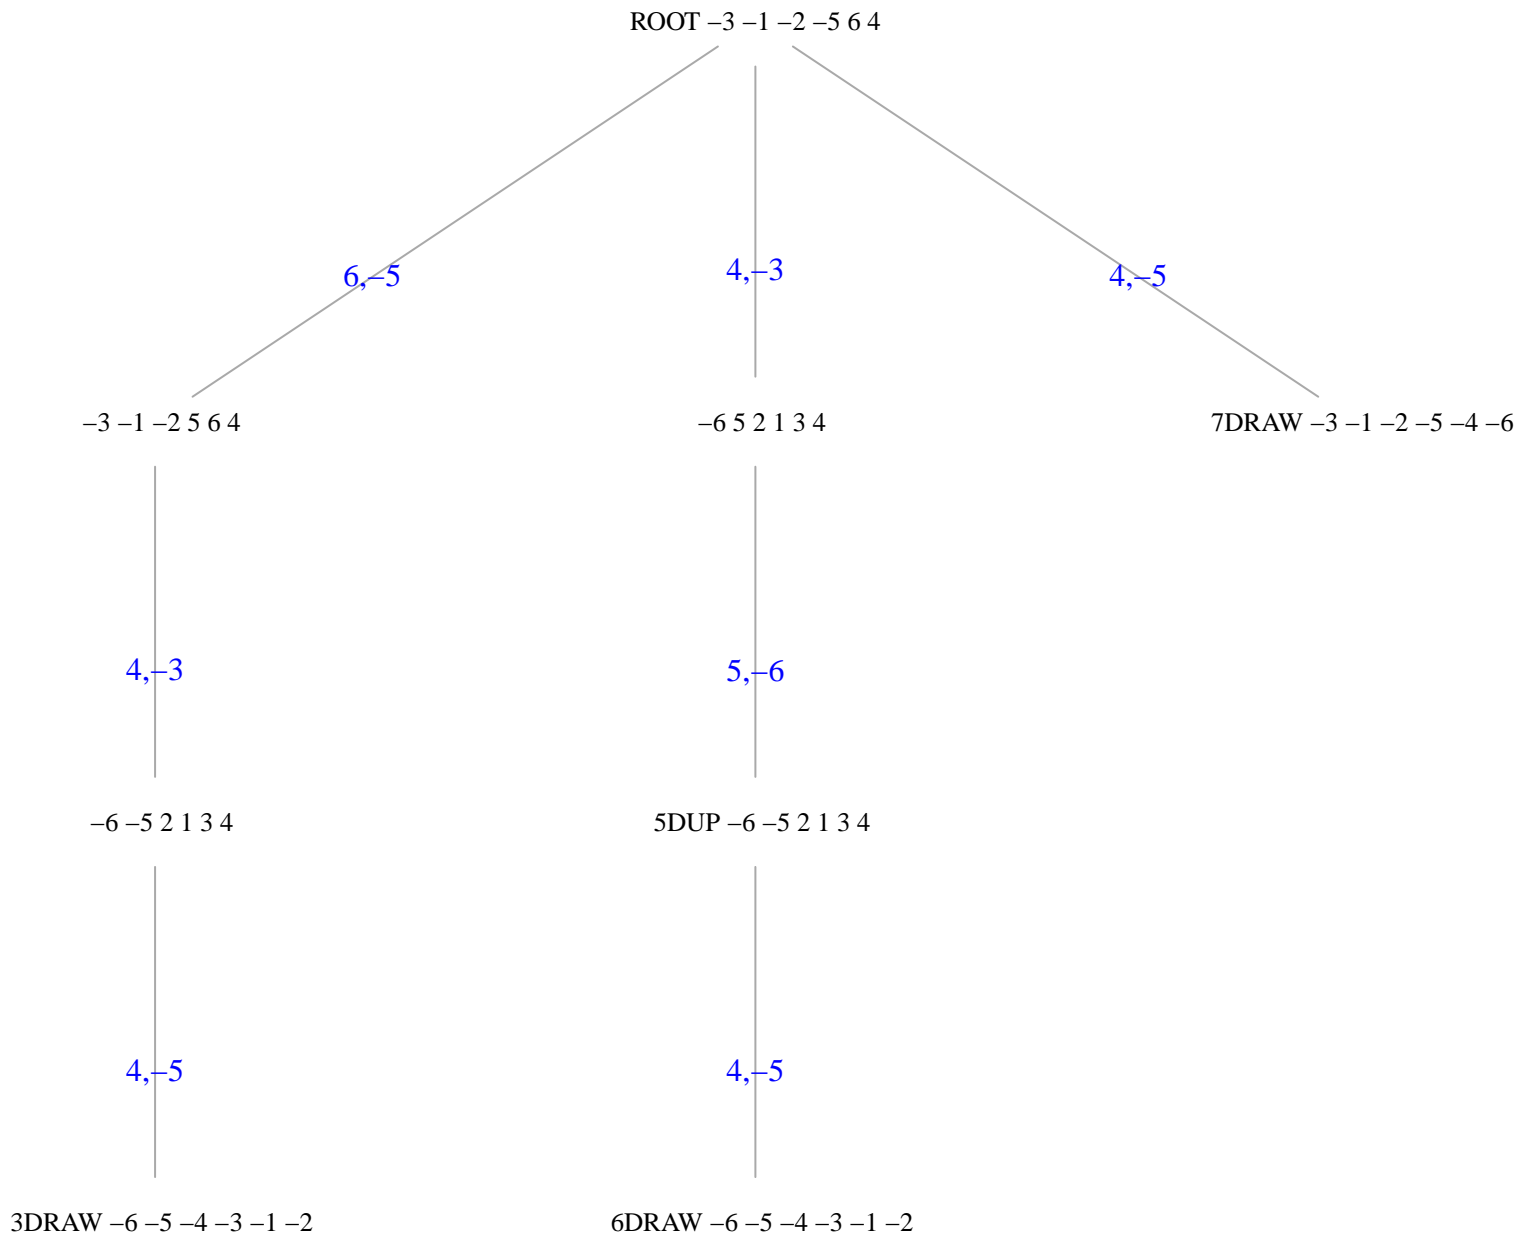 ROOT –3 –1 –2 –5 6 4
6,–5
4,–3
4,–5
–3 –1 –2 5 6 4
–6 5 2 1 3 4
7DRAW –3 –1 –2 –5 –4 –6
4,–3
5,–6
–6 –5 2 1 3 4
5DUP –6 –5 2 1 3 4
4,–5
4,–5
3DRAW –6 –5 –4 –3 –1 –2
6DRAW –6 –5 –4 –3 –1 –2